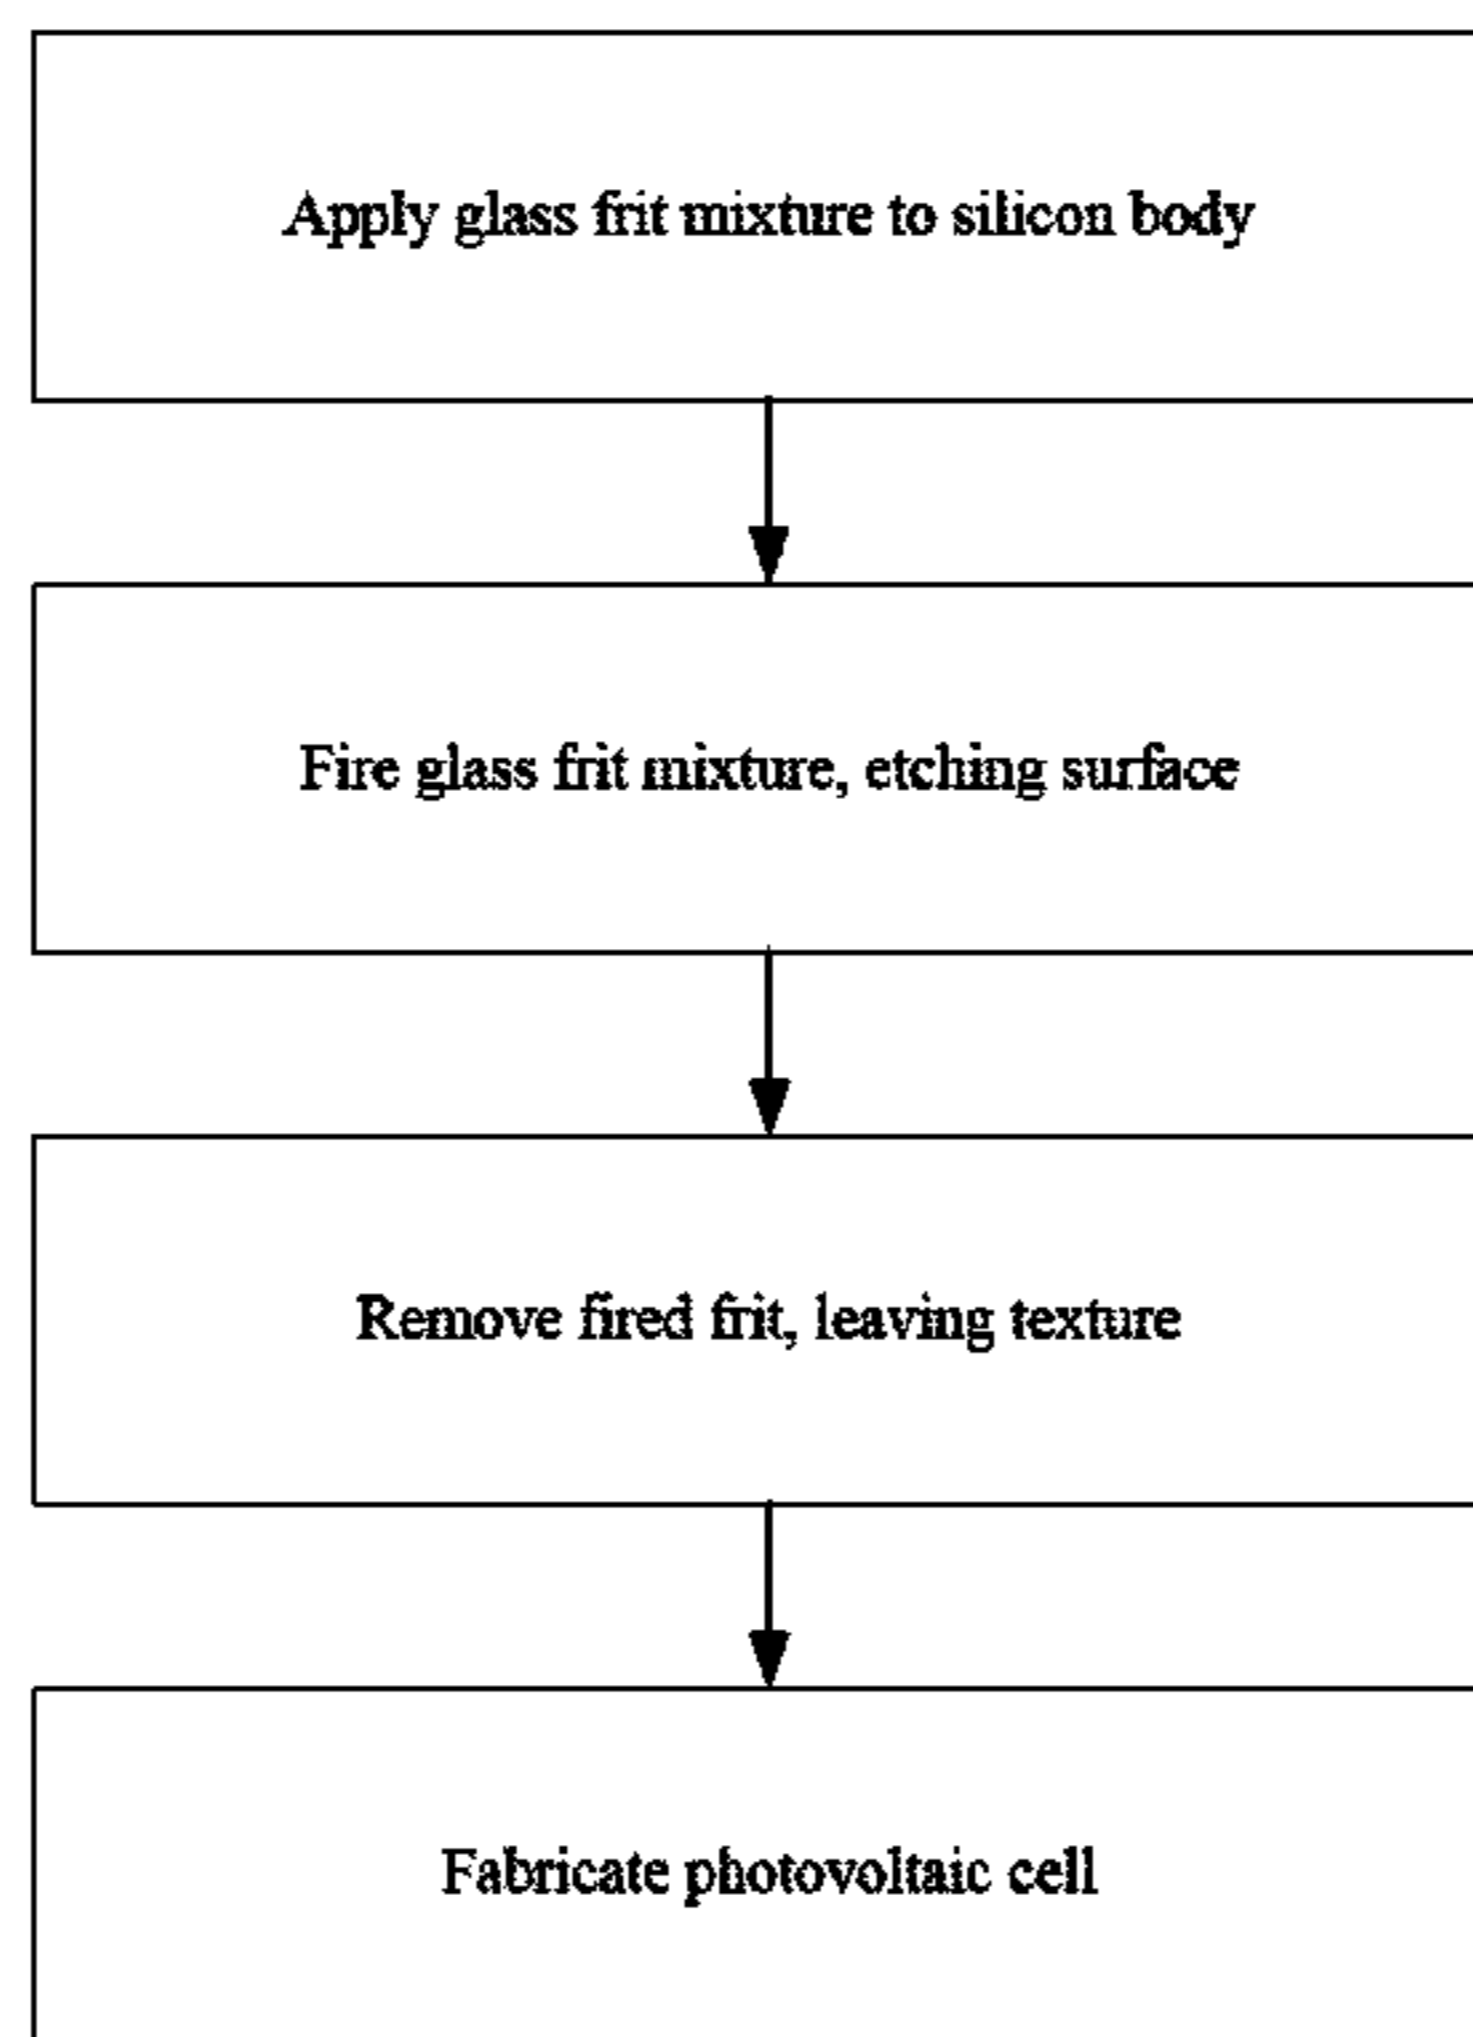 Apply glass frit mixture to silicon body
Fire glass frit mixture, etching surface
Remove fired frit, leaving texture
Fabricate photovoltaic cell